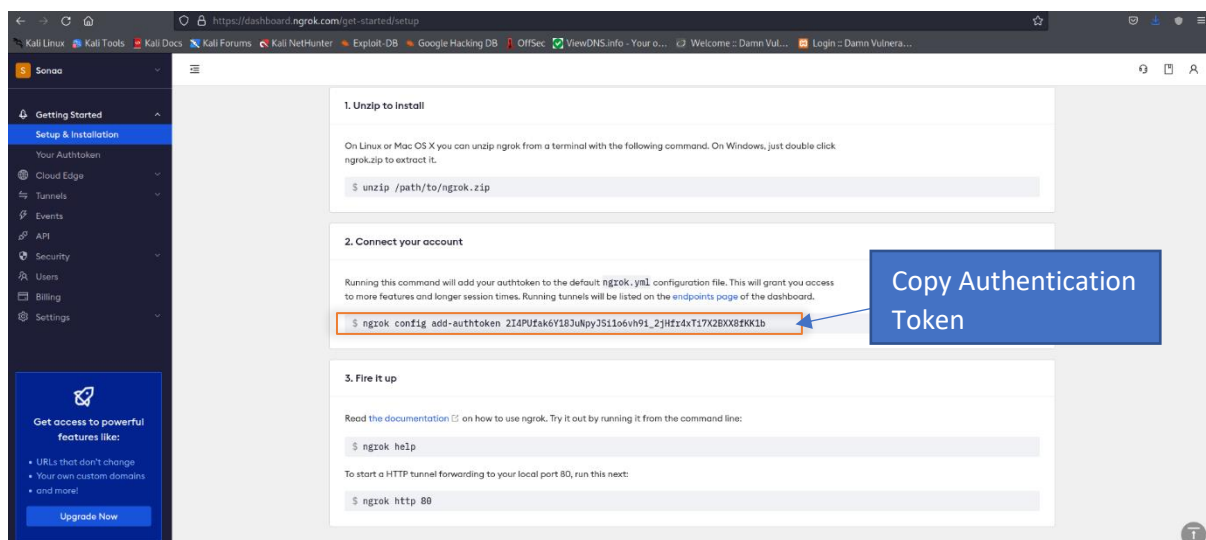 https://dashboard.ngrok.com/get-started/setup
Kali Linux Kali Tools Kali Docs Kali Forums Kali NetHunter Exploit-DB Google Hacking DB OffSec ViewDNS.info - Your o... Welcome :: Damn Vul... Login :: Damn Vulnera...
S Sonaa
Getting Started
Setup & Installation
Your Authtoken
Cloud Edge
Tunnels
Events
API
Security
Users
Billing
Settings
Get access to powerful
features like:
• URLs that don't change
• Your own custom domains
• and more!
Upgrade Now
1. Unzip to install
On Linux or Mac OS X you can unzip ngrok from a terminal with the following command. On Windows, just double click
ngrok.zip to extract it.
$ unzip /path/to/ngrok.zip
2. Connect your account
Running this command will add your authtoken to the default ngrok.yml configuration file. This will grant you access
to more features and longer session times. Running tunnels will be listed on the endpoints page of the dashboard.
$ ngrok config add-authtoken 2I4PUfak6Y18JuNpyJSi1o6vh9i_2jHfr4xTi7X2BXX8fKK1b
Copy Authentication
Token
3. Fire it up
Read the documentation on how to use ngrok. Try it out by running it from the command line:
$ ngrok help
To start a HTTP tunnel forwarding to your local port 80, run this next:
$ ngrok http 80